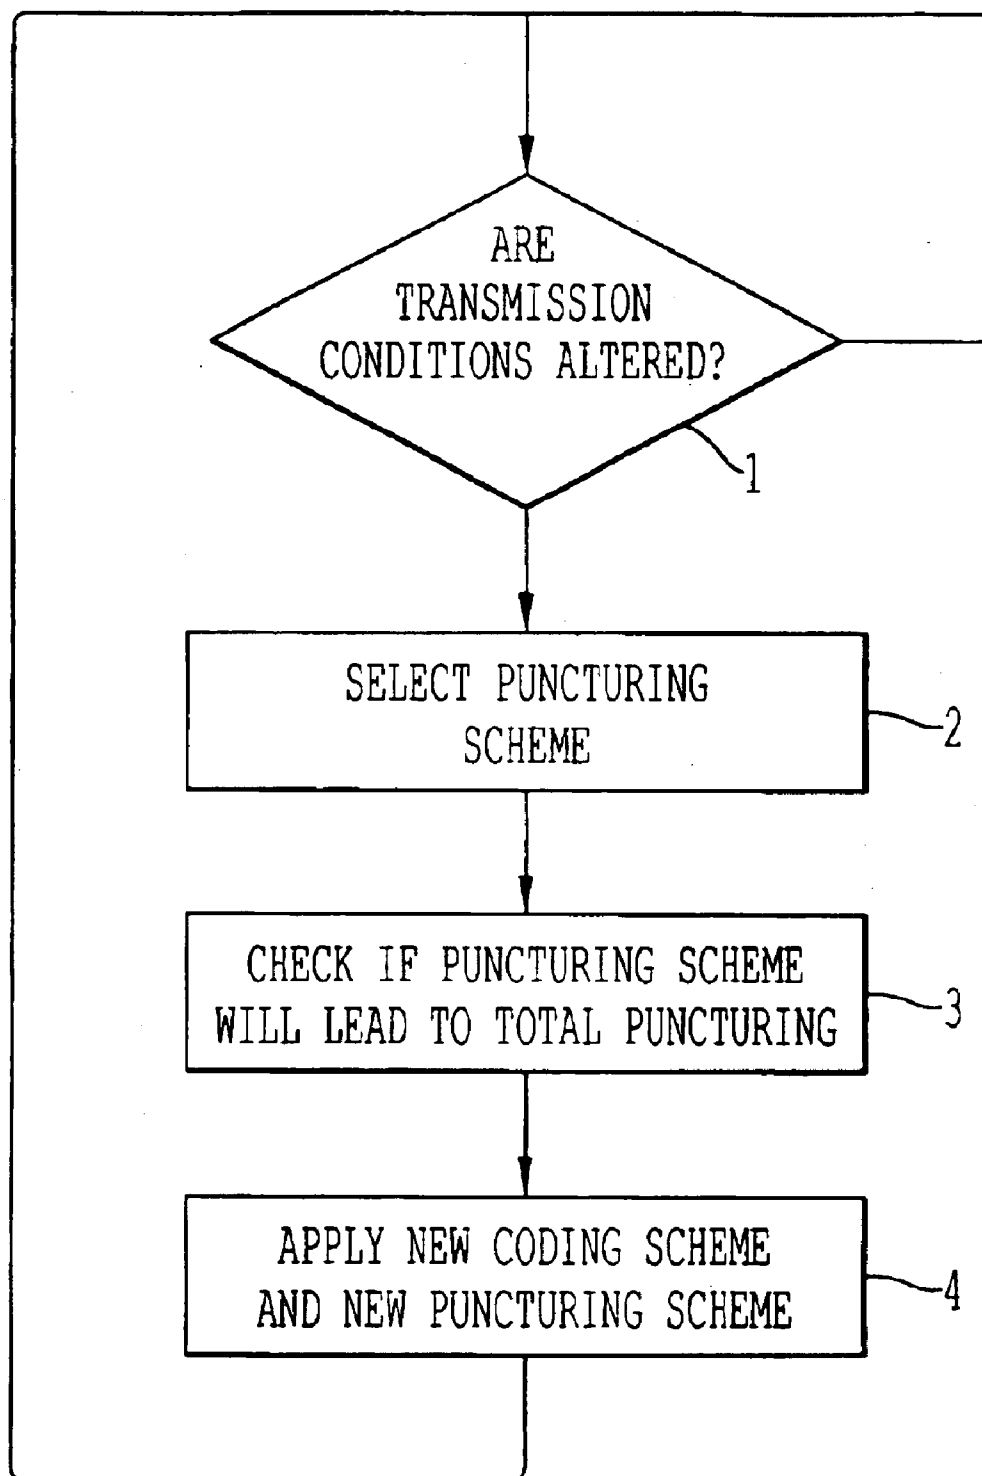 ARE
TRANSMISSION
CONDITIONS ALTERED?
1
SELECT PUNCTURING
SCHEME
2
CHECK IF PUNCTURING SCHEME
WILL LEAD TO TOTAL PUNCTURING
3
APPLY NEW CODING SCHEME
AND NEW PUNCTURING SCHEME
4